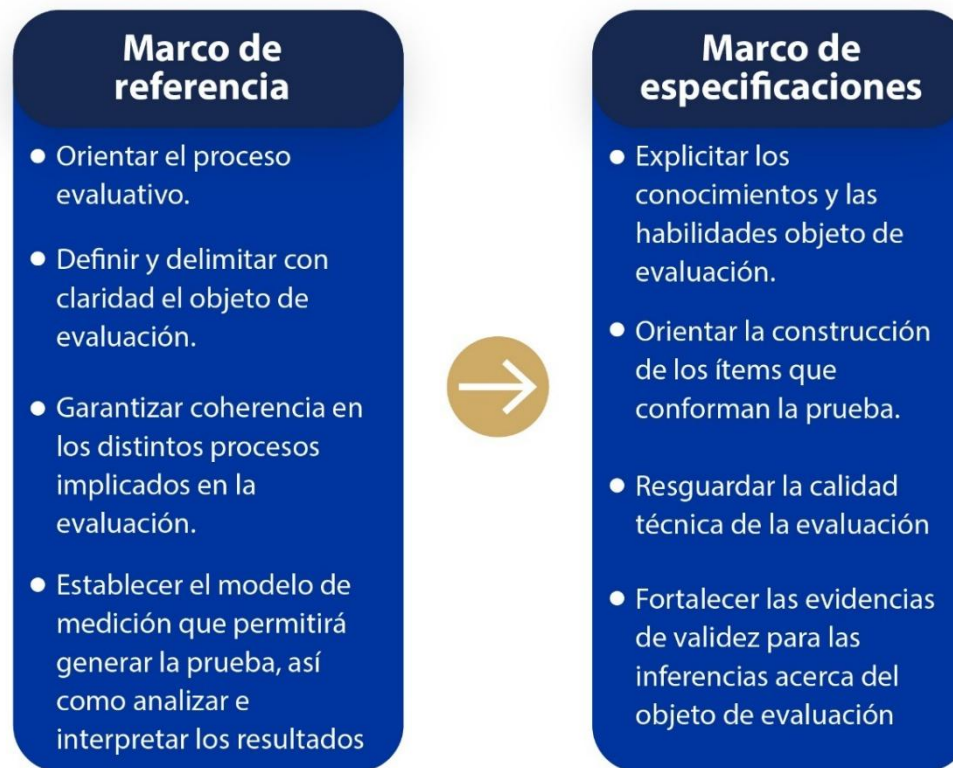 Marco de
referencia
● Orientar el proceso
evaluativo.
● Definir y delimitar con
claridad el objeto de
evaluación.
● Garantizar coherencia en
los distintos procesos
implicados en la
evaluación.
● Establecer el modelo de
medición que permitirá
generar la prueba, así
como analizar e
interpretar los resultados
Marco de
especificaciones
● Explicitar los
conocimientos y las
habilidades objeto de
evaluación.
● Orientar la construcción
de los ítems que
conforman la prueba.
● Resguardar la calidad
técnica de la evaluación
● Fortalecer las evidencias
de validez para las
inferencias acerca del
objeto de evaluación